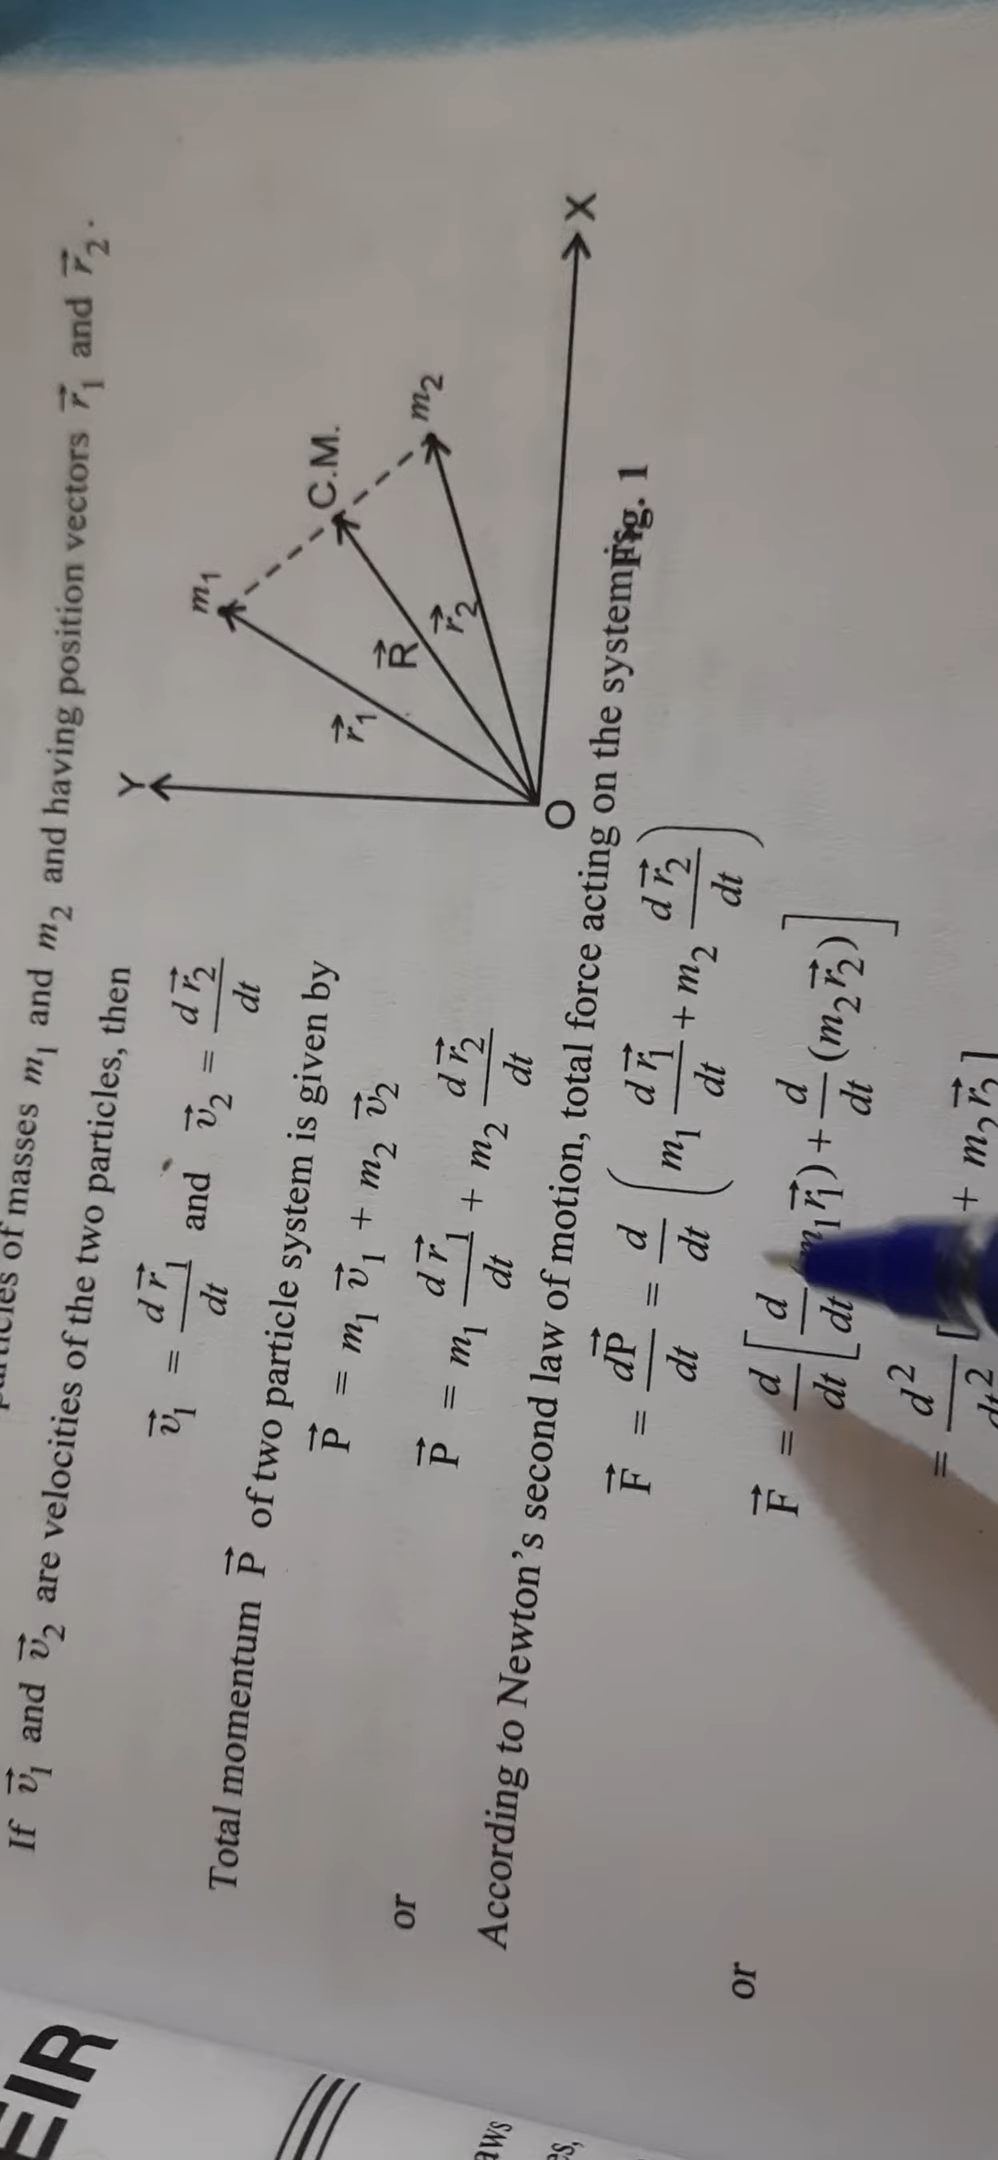 of masses m₁ and m₂ and having position vectors r⃗₁ and r⃗₂.
If v⃗₁ and v⃗₂ are velocities of the two particles, then
v⃗₁ = dr⃗₁/dt and v⃗₂ = dr⃗₂/dt
Total momentum P⃗ of two particle system is given by
P⃗ = m₁ v⃗₁ + m₂ v⃗₂
or P⃗ = m₁ dr⃗₁/dt + m₂ dr⃗₂/dt
According to Newton's second law of motion, total force acting on the system is
F⃗ = dP⃗/dt = d/dt (m₁ dr⃗₁/dt + m₂ dr⃗₂/dt)
or F⃗ = d/dt [d/dt (m₁r⃗₁) + d/dt (m₂r⃗₂)]
= d²/dt² [ + m₂r⃗₂]
Y
m₁
C.M.
m₂
r⃗₁
R⃗
r⃗₂
O
X
Fig. 1
EIR